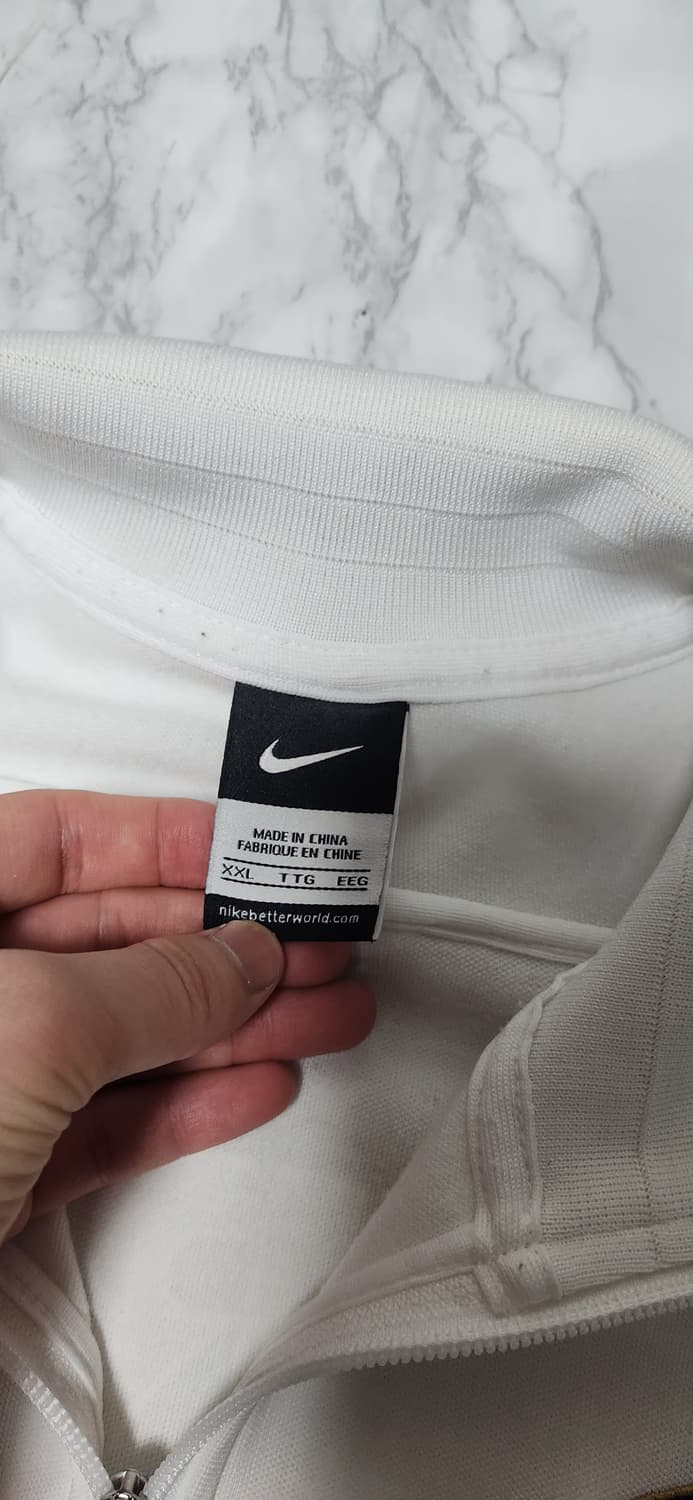 MADE IN CHINA
FABRIQUE EN CHINE
XXL TTG EEG
nikebetterworld.com